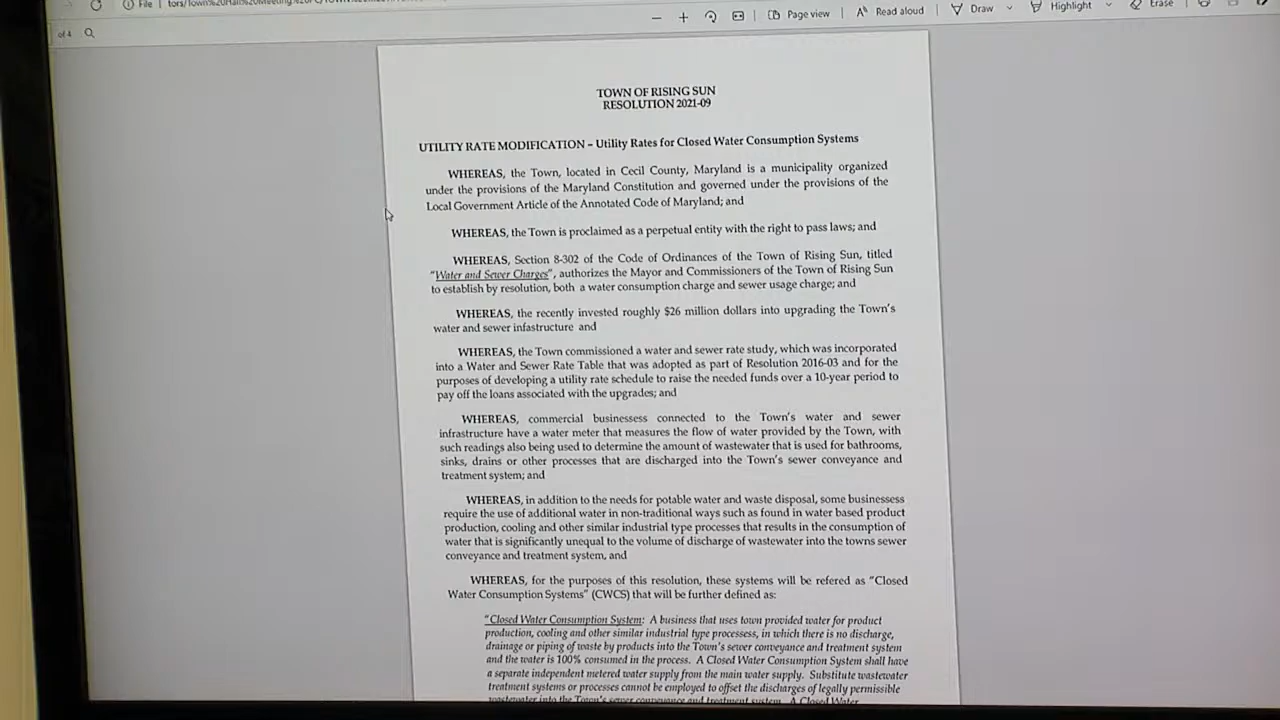 File
Page view
Read aloud
Draw
Highlight
Erase
of 4
TOWN OF RISING SUN
RESOLUTION 2021-09
UTILITY RATE MODIFICATION – Utility Rates for Closed Water Consumption Systems
WHEREAS, the Town, located in Cecil County, Maryland is a municipality organized
under the provisions of the Maryland Constitution and governed under the provisions of the
Local Government Article of the Annotated Code of Maryland; and
WHEREAS, the Town is proclaimed as a perpetual entity with the right to pass laws; and
WHEREAS, Section 8-302 of the Code of Ordinances of the Town of Rising Sun, titled
"Water and Sewer Charges", authorizes the Mayor and Commissioners of the Town of Rising Sun
to establish by resolution, both a water consumption charge and sewer usage charge; and
WHEREAS, the recently invested roughly $26 million dollars into upgrading the Town's
water and sewer infastructure and
WHEREAS, the Town commissioned a water and sewer rate study, which was incorporated
into a Water and Sewer Rate Table that was adopted as part of Resolution 2016-03 and for the
purposes of developing a utility rate schedule to raise the needed funds over a 10-year period to
pay off the loans associated with the upgrades; and
WHEREAS, commercial businessess connected to the Town's water and sewer
infrastructure have a water meter that measures the flow of water provided by the Town, with
such readings also being used to determine the amount of wastewater that is used for bathrooms,
sinks, drains or other processes that are discharged into the Town's sewer conveyance and
treatment system; and
WHEREAS, in addition to the needs for potable water and waste disposal, some businessess
require the use of additional water in non-traditional ways such as found in water based product
production, cooling and other similar industrial type processes that results in the consumption of
water that is significantly unequal to the volume of discharge of wastewater into the towns sewer
conveyance and treatment system, and
WHEREAS, for the purposes of this resolution, these systems will be refered as "Closed
Water Consumption Systems" (CWCS) that will be further defined as:
"Closed Water Consumption System: A business that uses town provided water for product
production, cooling and other similar industrial type processess, in which there is no discharge,
drainage or piping of waste by products into the Town's sewer conveyance and treatment system
and the water is 100% consumed in the process. A Closed Water Consumption System shall have
a separate independent metered water supply from the main water supply. Substitute wastewater
treatment systems or processes cannot be employed to offset the discharges of legally permissible
wastewater into the Town's sewer conveyance and treatment system. A Closed Water